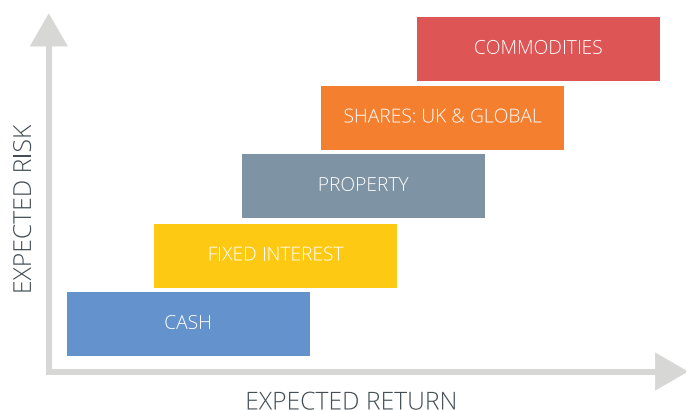 COMMODITIES
SHARES: UK & GLOBAL
PROPERTY
FIXED INTEREST
CASH
EXPECTED RISK
EXPECTED RETURN